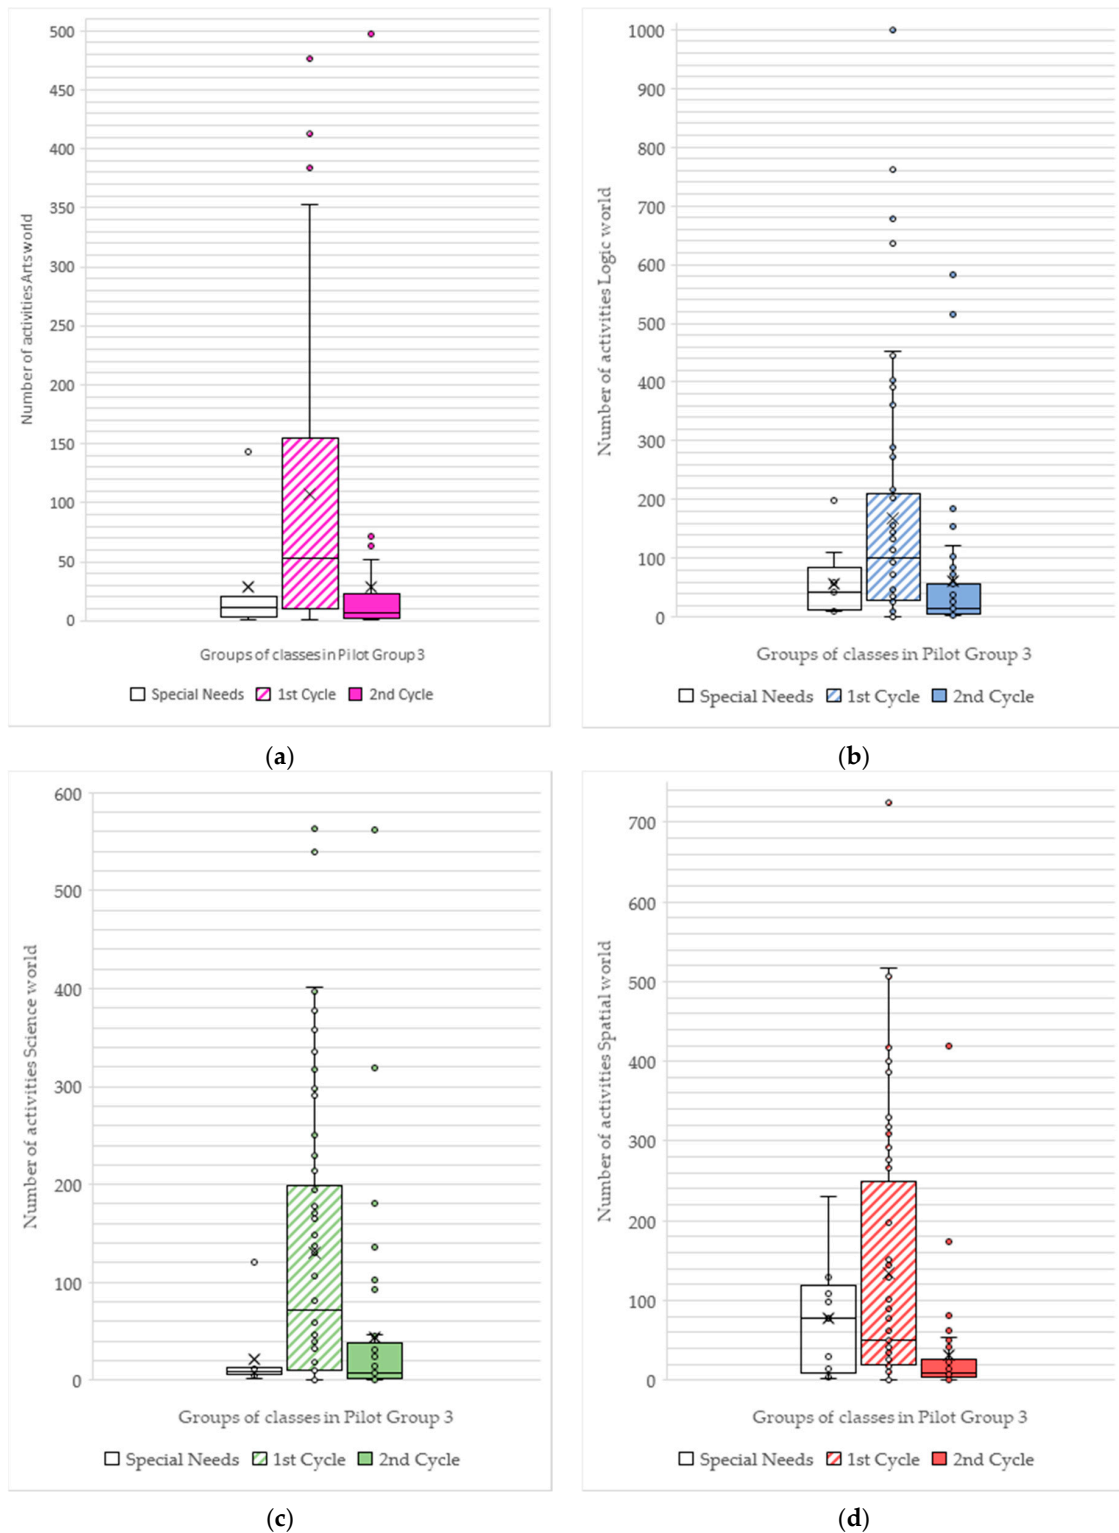 500
450
400
350
300
250
200
150
100
50
0
Number of activities Arts world
Groups of classes in Pilot Group 3
Special Needs 1st Cycle 2nd Cycle
(a)
1000
900
800
700
600
500
400
300
200
100
0
Number of activities Logic world
Groups of classes in Pilot Group 3
Special Needs 1st Cycle 2nd Cycle
(b)
600
500
400
300
200
100
0
Number of activities Science world
Groups of classes in Pilot Group 3
Special Needs 1st Cycle 2nd Cycle
(c)
700
600
500
400
300
200
100
0
Number of activities Spatial world
Groups of classes in Pilot Group 3
Special Needs 1st Cycle 2nd Cycle
(d)